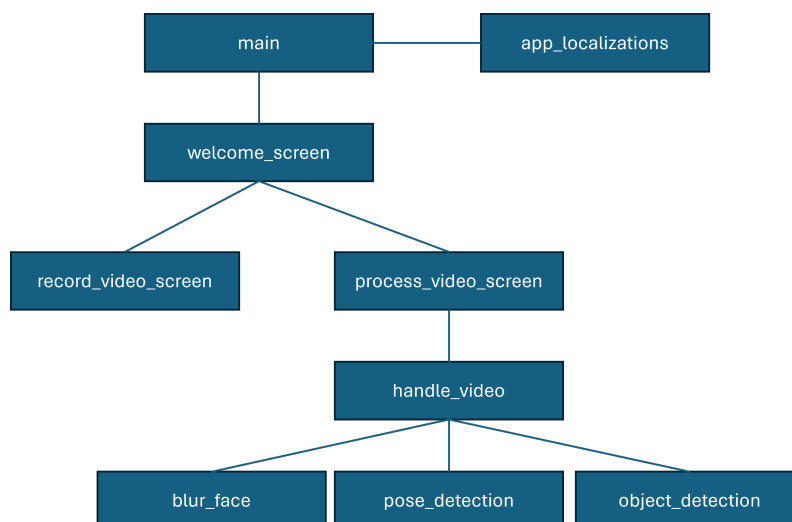 main
app_localizations
welcome_screen
record_video_screen
process_video_screen
handle_video
blur_face
pose_detection
object_detection